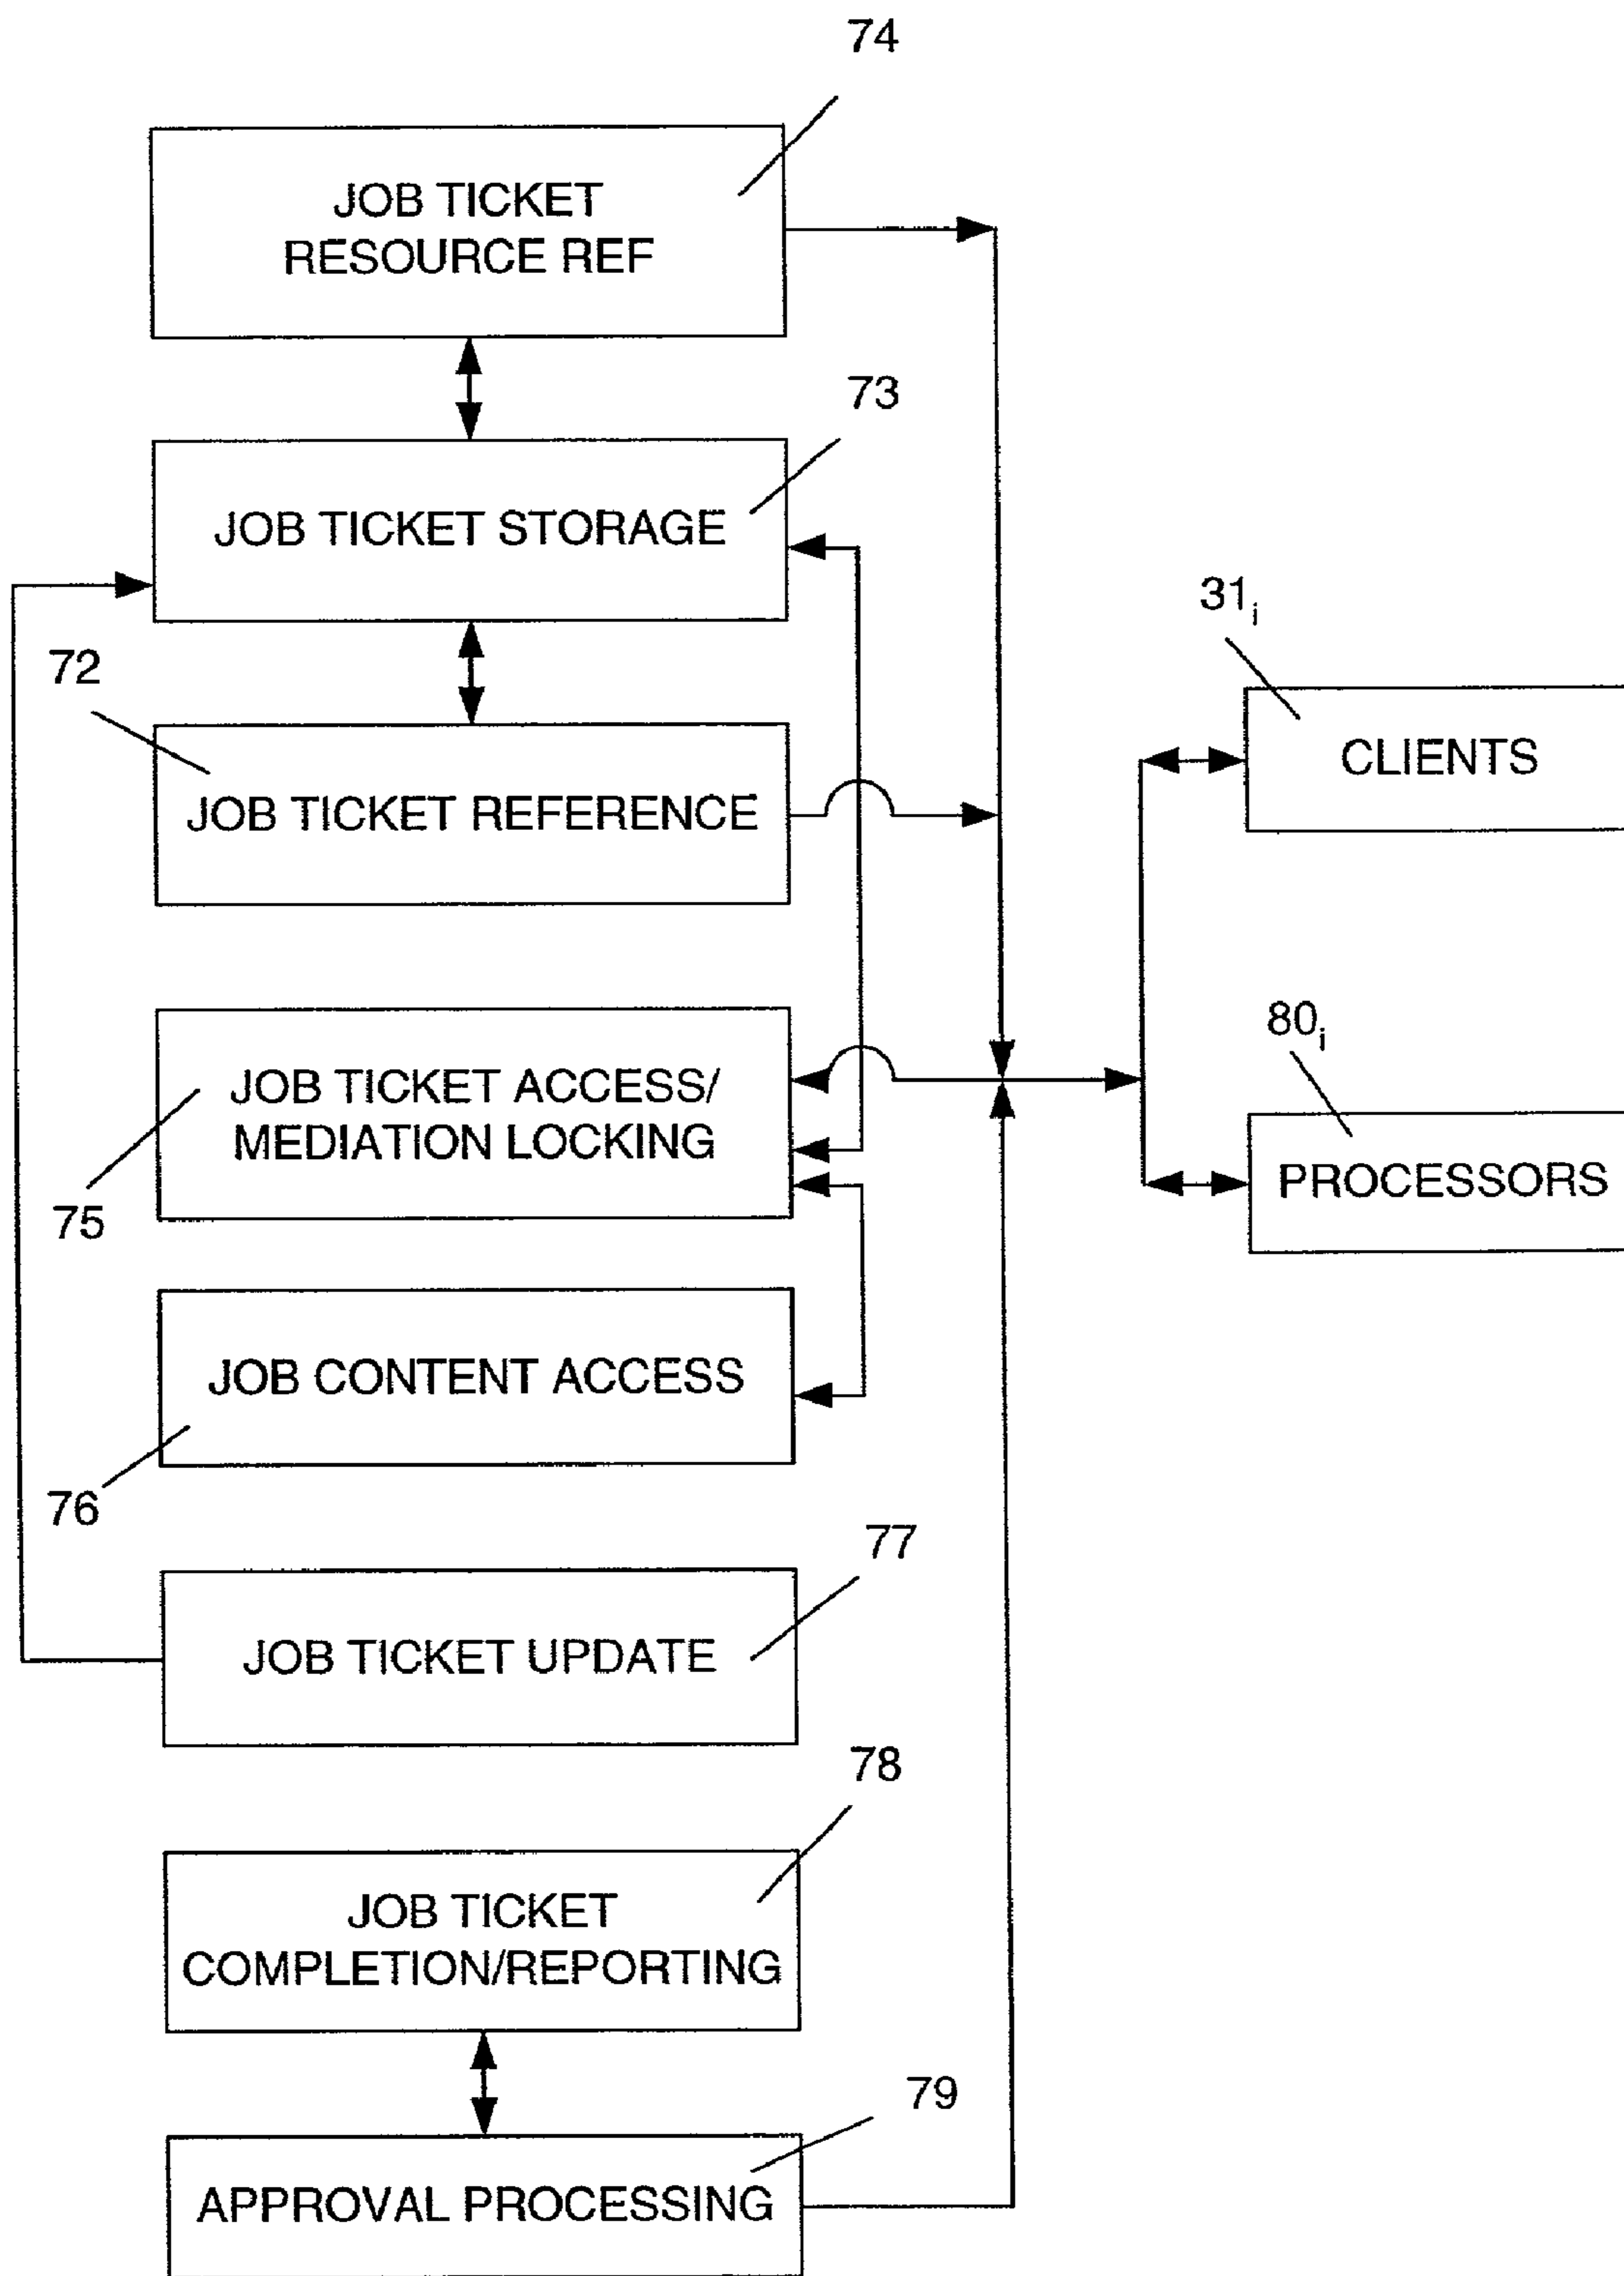 74
JOB TICKET
RESOURCE REF
73
JOB TICKET STORAGE
31i
72
CLIENTS
JOB TICKET REFERENCE
80i
JOB TICKET ACCESS/
MEDIATION LOCKING
PROCESSORS
75
JOB CONTENT ACCESS
76
77
JOB TICKET UPDATE
78
JOB TICKET
COMPLETION/REPORTING
79
APPROVAL PROCESSING